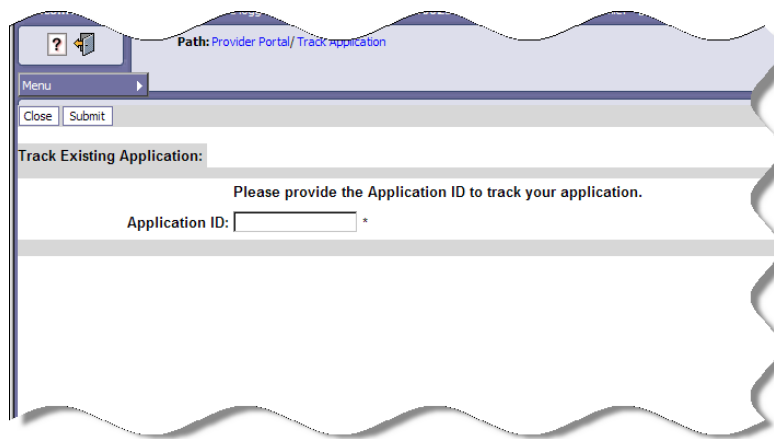 ?
Path: Provider Portal/ Track Application
Menu
Close Submit
Track Existing Application:
Please provide the Application ID to track your application.
Application ID: *